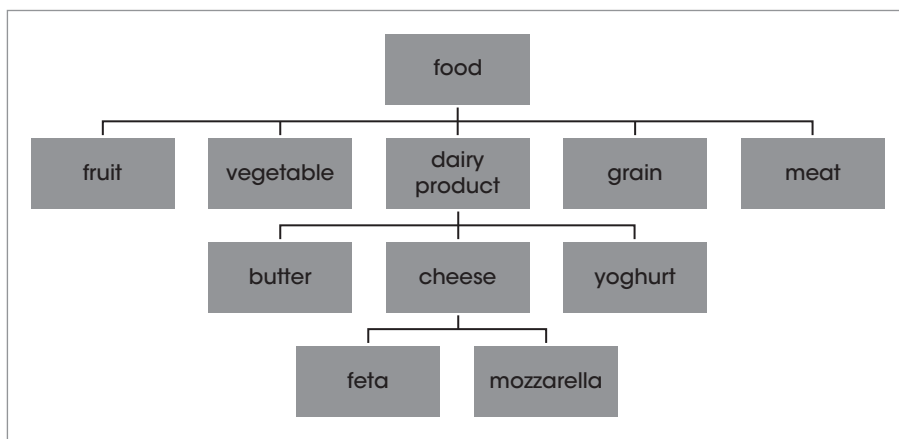 food
fruit
vegetable
dairy
product
grain
meat
butter
cheese
yoghurt
feta
mozzarella